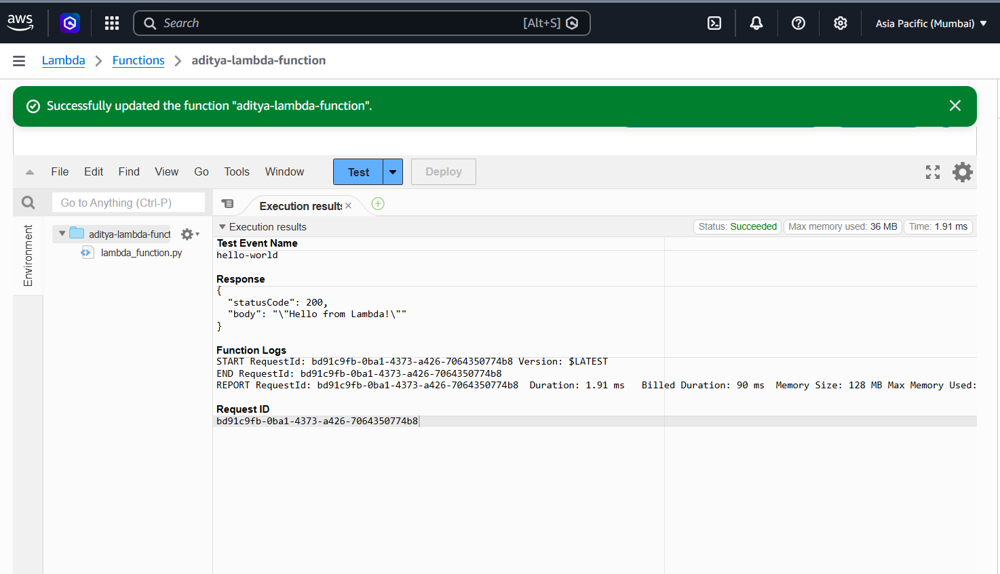 aws
Search [Alt+S]
Asia Pacific (Mumbai)
Lambda > Functions > aditya-lambda-function
Successfully updated the function "aditya-lambda-function".
File Edit Find View Go Tools Window Test Deploy
Go to Anything (Ctrl-P)
Execution results
Environment
aditya-lambda-funct
lambda_function.py
Execution results Status: Succeeded Max memory used: 36 MB Time: 1.91 ms
Test Event Name
hello-world
Response
{
"statusCode": 200,
"body": "\"Hello from Lambda!\""
}
Function Logs
START RequestId: bd91c9fb-0ba1-4373-a426-7064350774b8 Version: $LATEST
END RequestId: bd91c9fb-0ba1-4373-a426-7064350774b8
REPORT RequestId: bd91c9fb-0ba1-4373-a426-7064350774b8 Duration: 1.91 ms Billed Duration: 90 ms Memory Size: 128 MB Max Memory Used:
Request ID
bd91c9fb-0ba1-4373-a426-7064350774b8